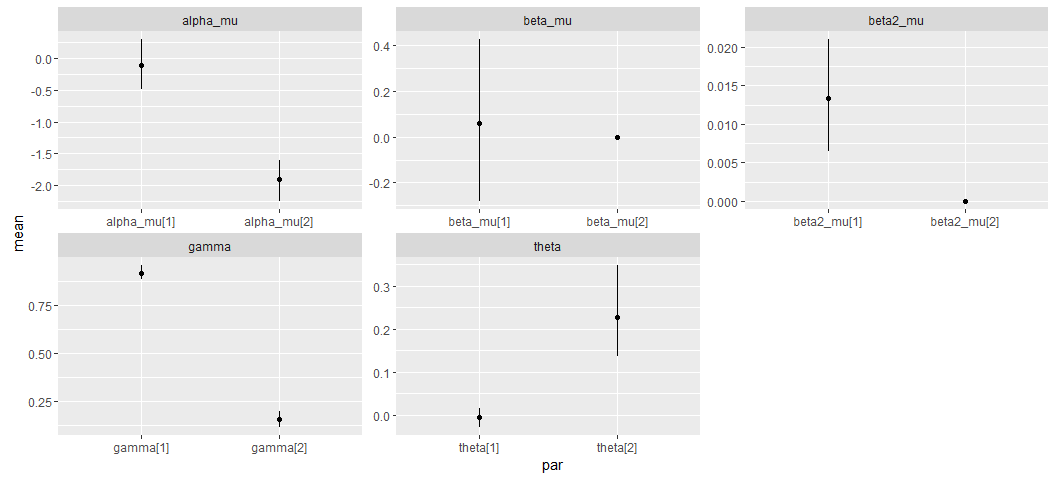 alpha_mu
beta_mu
beta2_mu
0.0
-0.5
-1.0
-1.5
-2.0
0.4
0.2
0.0
-0.2
0.020
0.015
0.010
0.005
0.000
alpha_mu[1] alpha_mu[2]
beta_mu[1] beta_mu[2]
beta2_mu[1] beta2_mu[2]
mean
gamma
theta
0.75
0.50
0.25
0.3
0.2
0.1
0.0
gamma[1] gamma[2]
theta[1] theta[2]
par